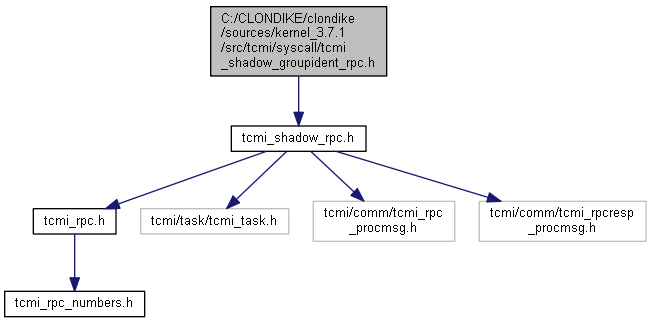 C:/CLONDIKE/clondike
/sources/kernel_3.7.1
/src/tcmi/syscall/tcmi
_shadow_groupident_rpc.h
tcmi_shadow_rpc.h
tcmi_rpc.h
tcmi/task/tcmi_task.h
tcmi/comm/tcmi_rpc
_procmsg.h
tcmi/comm/tcmi_rpcresp
_procmsg.h
tcmi_rpc_numbers.h